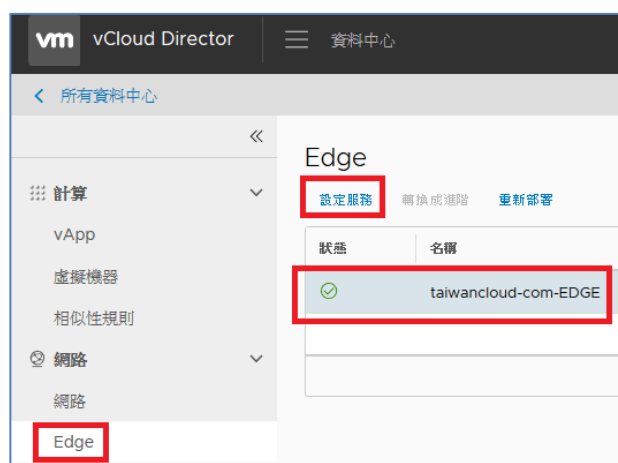 vm vCloud Director 資料中心
所有資料中心
Edge
計算
設定服務 轉換成進階 重新部署
vApp
狀態 名稱
虛擬機器
taiwancloud-com-EDGE
相似性規則
網路
網路
Edge